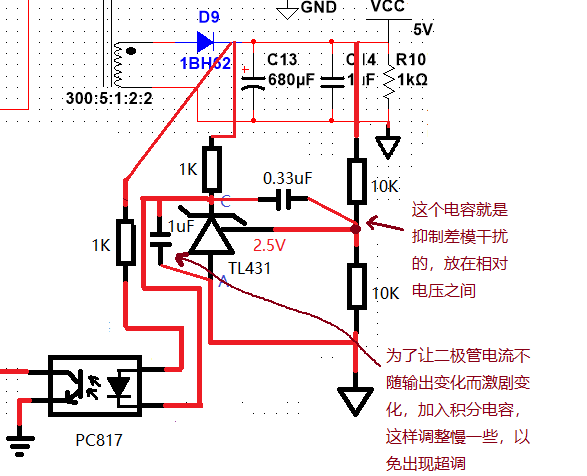 GND
VCC
5V
D9
1BH62
C13
680µF
C14
1µF
R10
1kΩ
300:5:1:2:2
1K
0.33uF
10K
C
1uF
1K
2.5V
TL431
A
10K
这个电容就是
抑制差模干扰
的，放在相对
电压之间
为了让二极管电流不
随输出变化而激剧变
化，加入积分电容，
这样调整慢一些，以
免出现超调
PC817